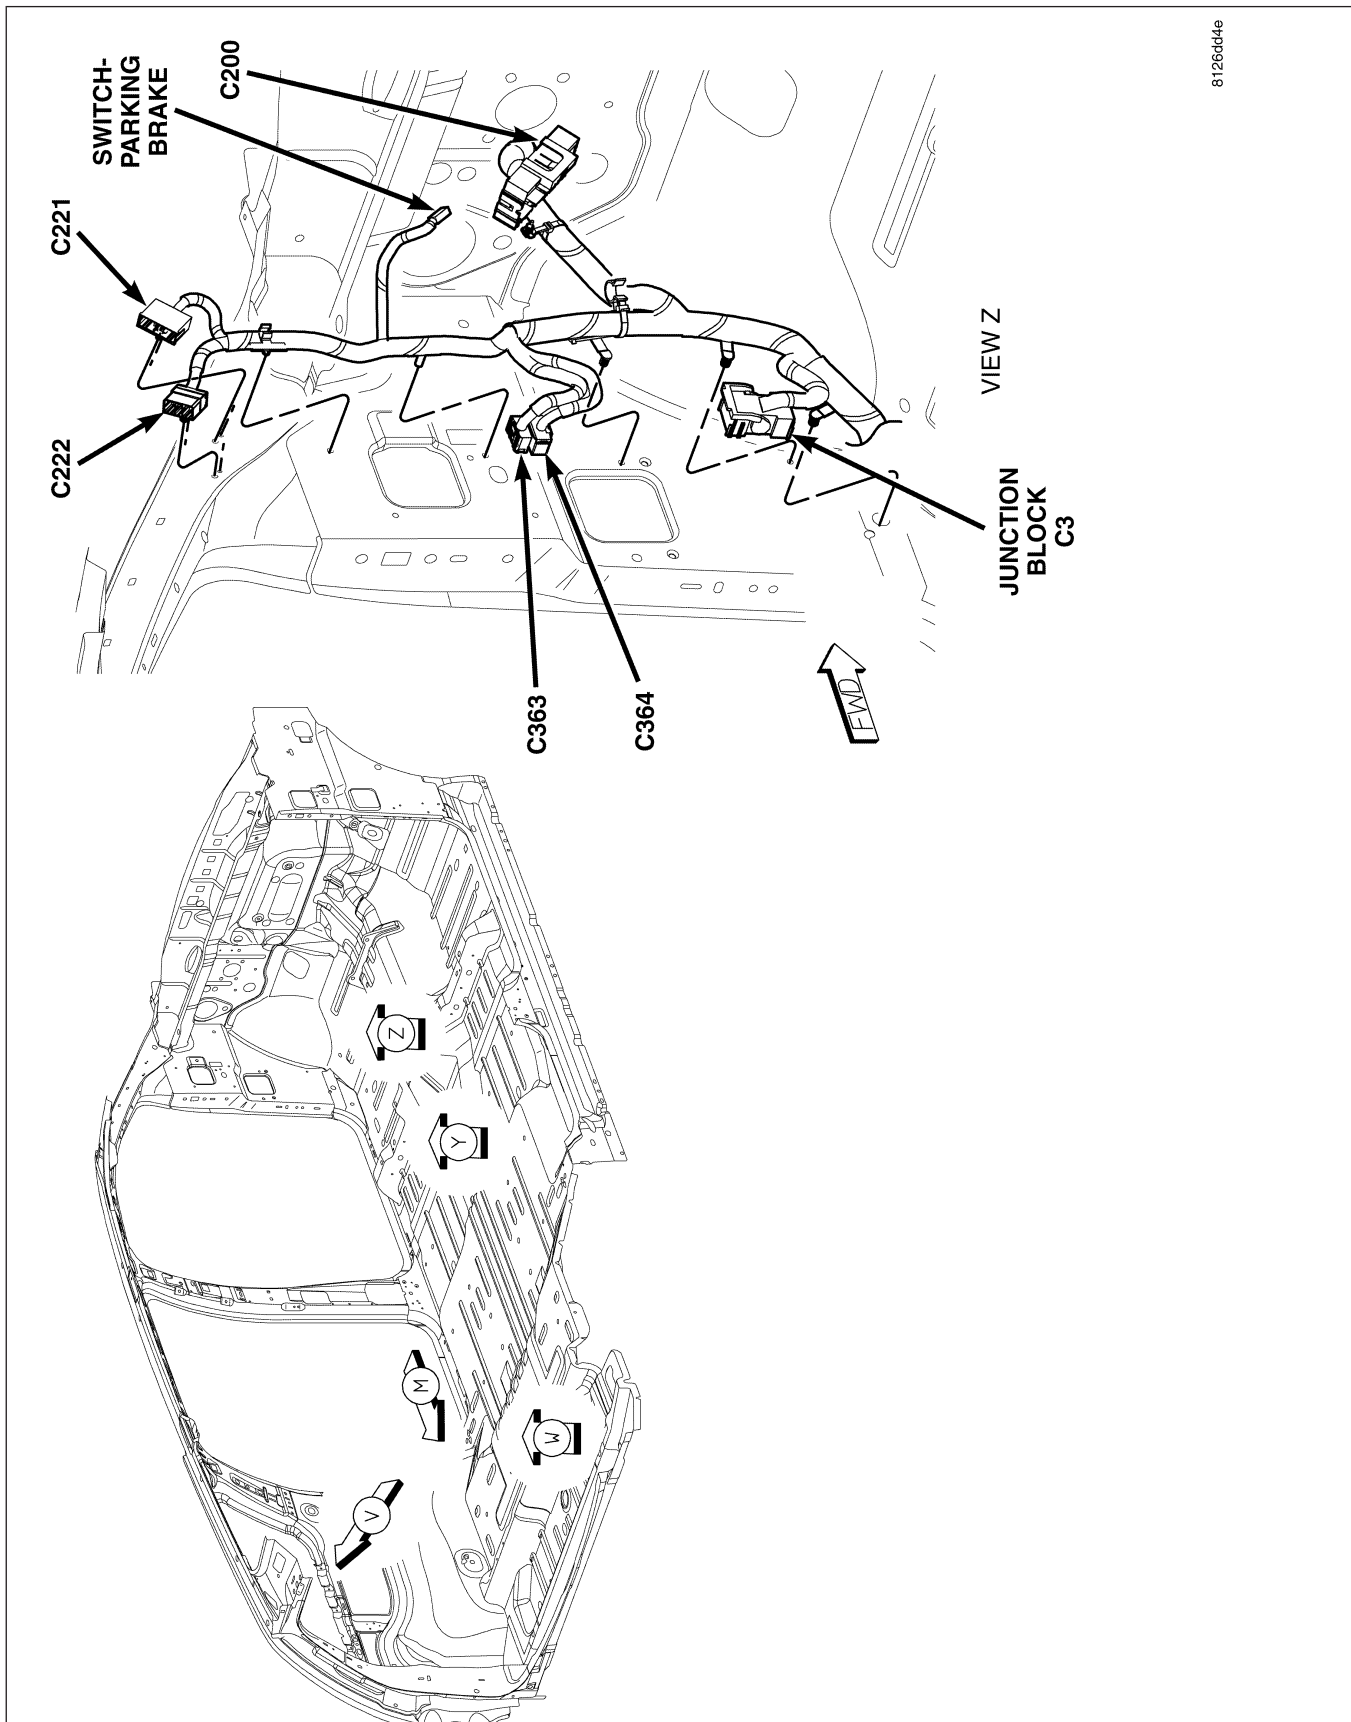 8126dd4e
SWITCH-
PARKING
BRAKE
C200
C221
C222
VIEW Z
JUNCTION
BLOCK
C3
C363
C364
FWD
Z
Y
M
W
V